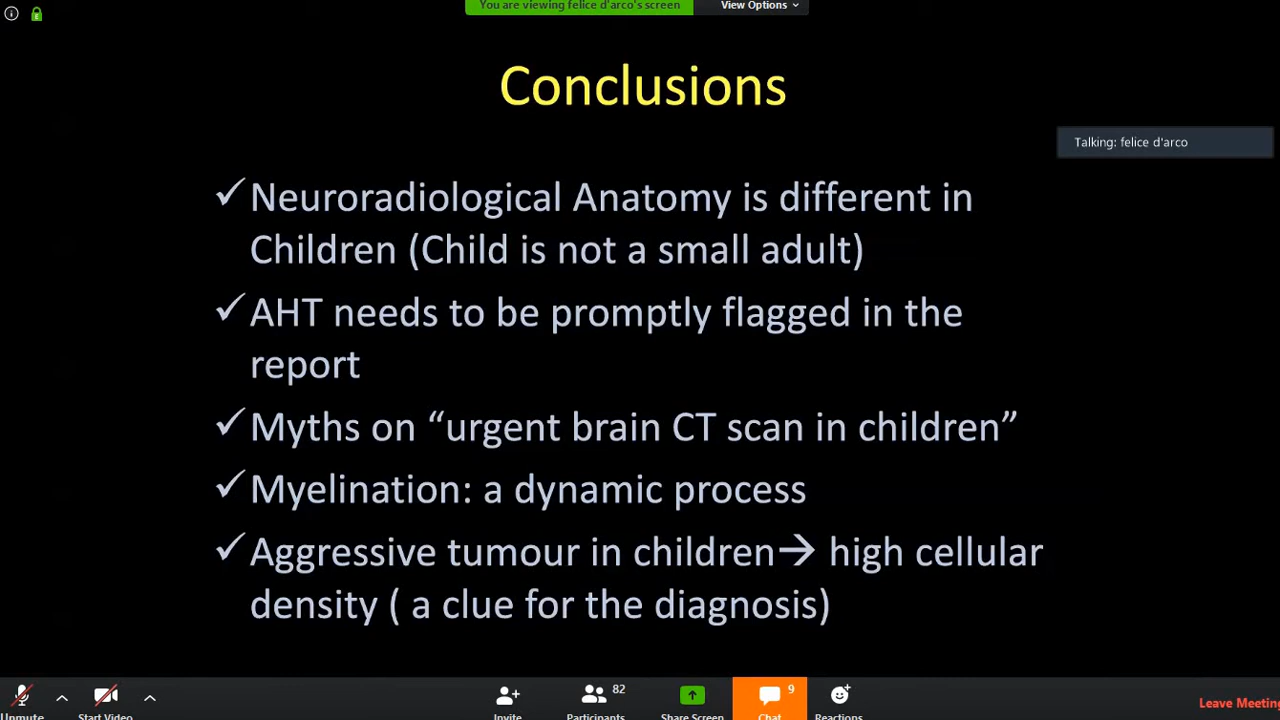 E
You are viewing felice d'arco's screen
View Options
Conclusions
Talking: felice d'arco
✓ Neuroradiological Anatomy is different in
Children (Child is not a small adult)
✓ AHT needs to be promptly flagged in the
report
✓ Myths on “urgent brain CT scan in children”
✓ Myelination: a dynamic process
✓ Aggressive tumour in children→ high cellular
density ( a clue for the diagnosis)
82
9
Unmute
Start Video
Invite
Participants
Share Screen
Chat
Reactions
Leave Meeting